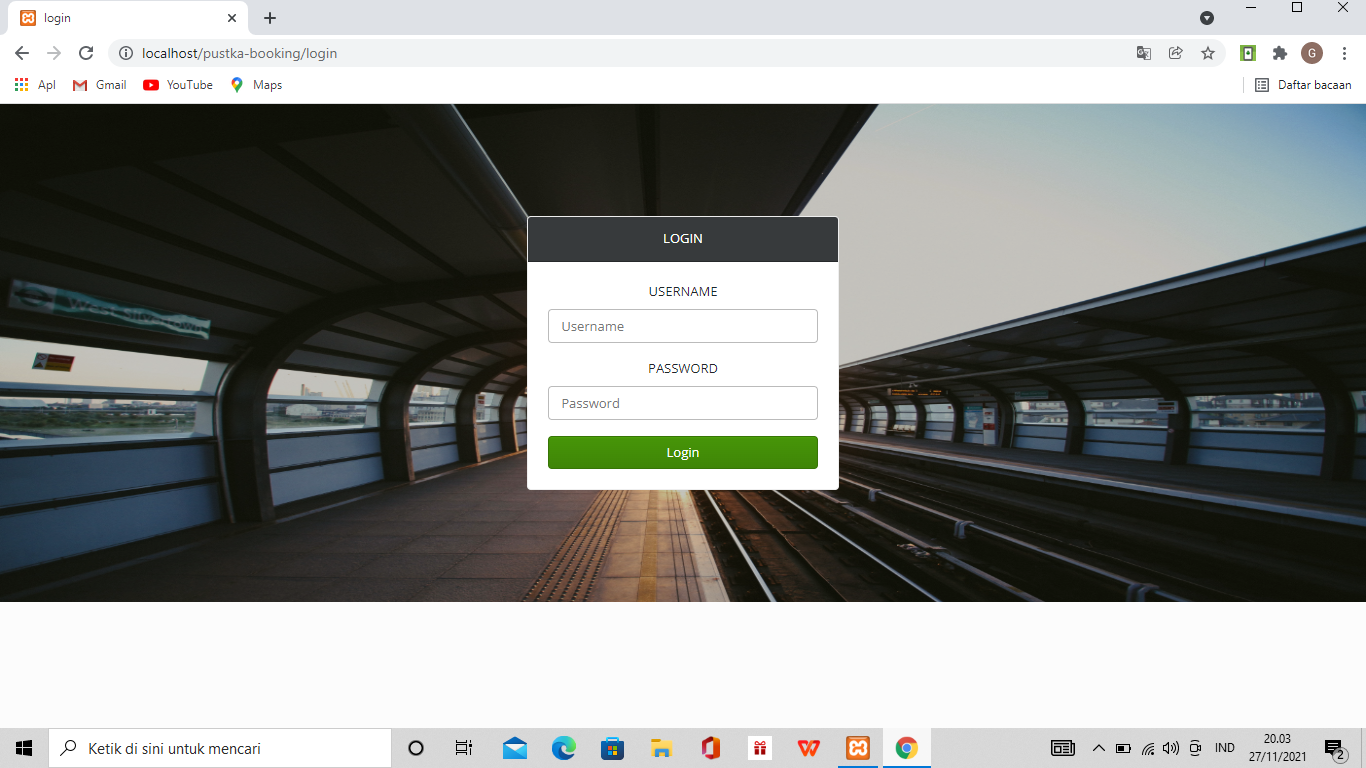 login
localhost/pustka-booking/login
G
Apl
Gmail
YouTube
Maps
Daftar bacaan
LOGIN
USERNAME
Username
PASSWORD
Password
Login
Ketik di sini untuk mencari
IND
20.03
27/11/2021
2